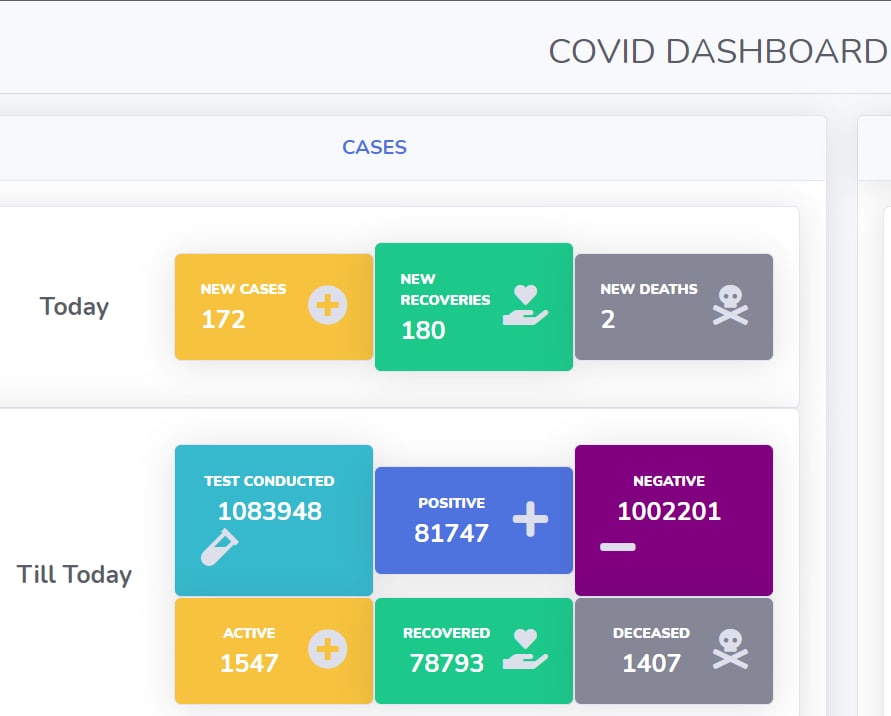 COVID DASHBOARD
CASES
Today
NEW CASES
172
NEW
RECOVERIES
180
NEW DEATHS
2
Till Today
TEST CONDUCTED
1083948
POSITIVE
81747
NEGATIVE
1002201
ACTIVE
1547
RECOVERED
78793
DECEASED
1407